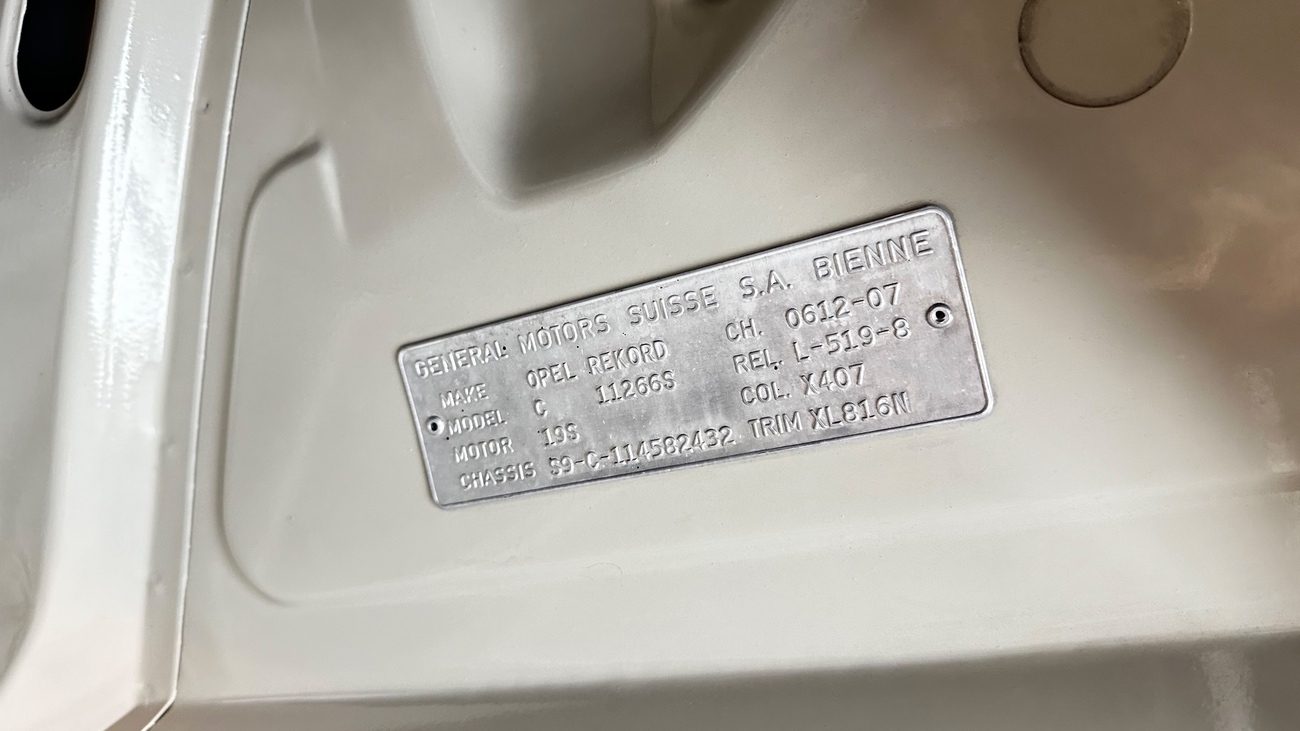 GENERAL MOTORS SUISSE S.A. BIENNE
MAKE OPEL REKORD CH. 0612-07
MODEL C 11266S REL. L-519-8
MOTOR 19S COL. X407
CHASSIS S9-C-114582432 TRIM XL816N